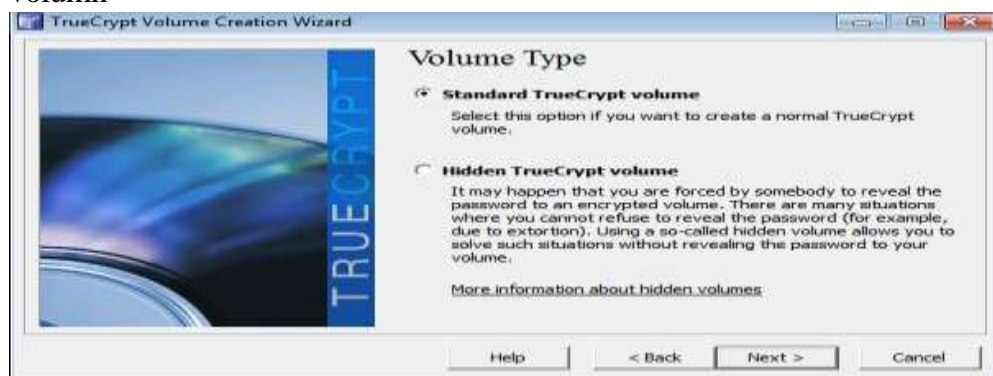 TrueCrypt Volume Creation Wizard
TRUECRYPT
Volume Type
Standard TrueCrypt volume
Select this option if you want to create a normal TrueCrypt
volume.
Hidden TrueCrypt volume
It may happen that you are forced by somebody to reveal the
password to an encrypted volume. There are many situations
where you cannot refuse to reveal the password (for example,
due to extortion). Using a so-called hidden volume allows you to
solve such situations without revealing the password to your
volume.
More information about hidden volumes
Help
< Back
Next >
Cancel